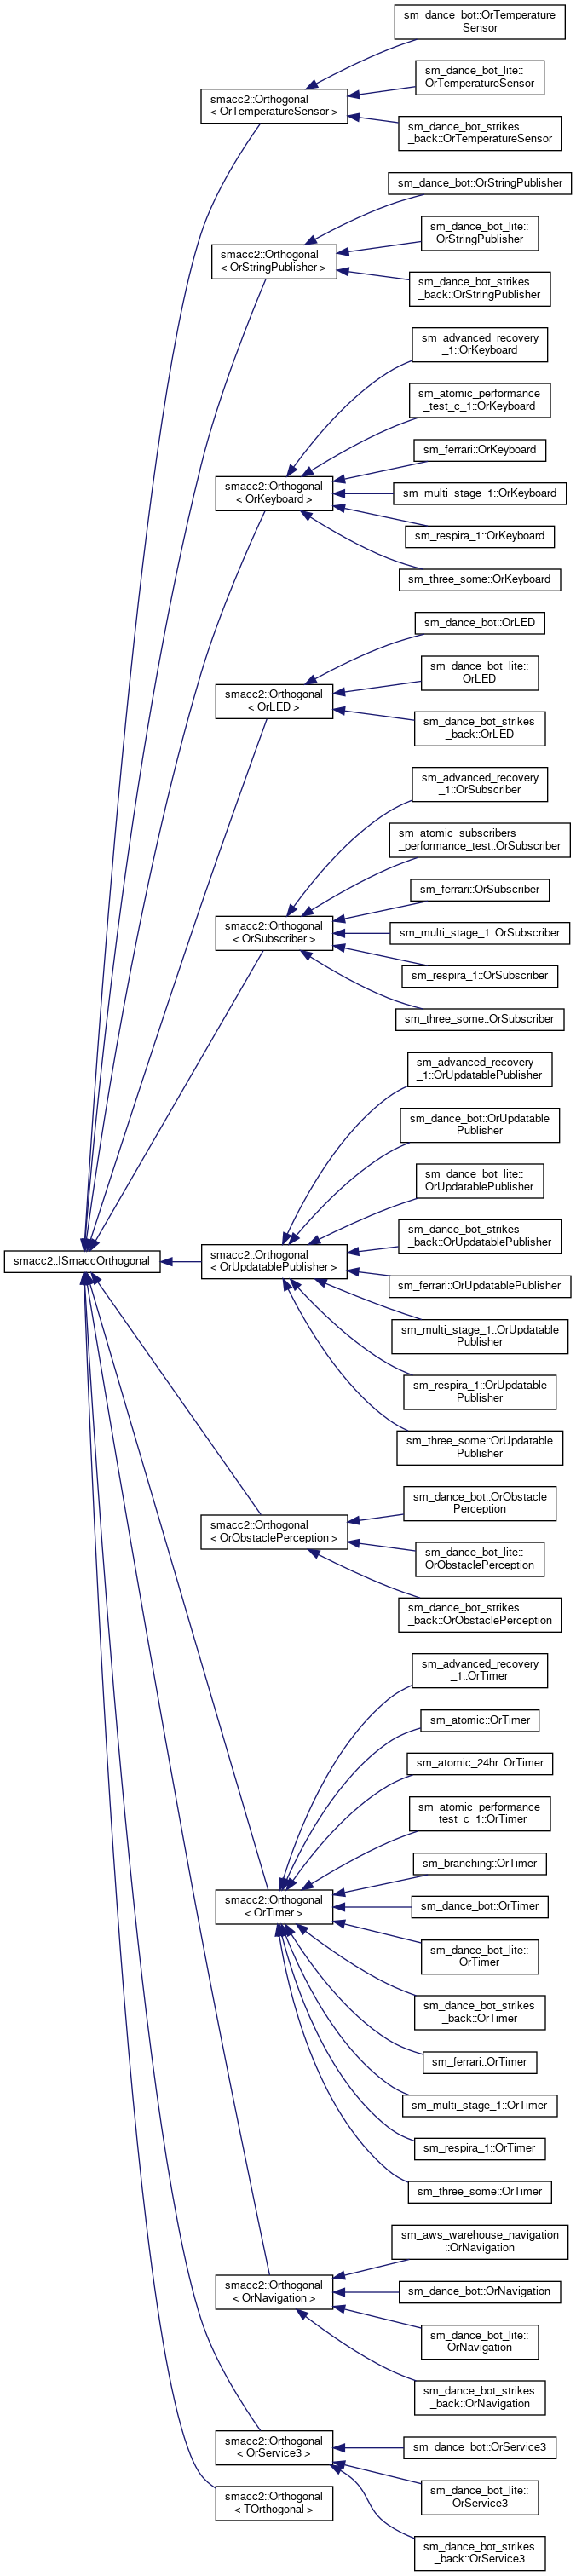 sm_dance_bot::OrTemperature
Sensor
sm_dance_bot_lite::
OrTemperatureSensor
smacc2::Orthogonal
< OrTemperatureSensor >
sm_dance_bot_strikes
_back::OrTemperatureSensor
sm_dance_bot::OrStringPublisher
sm_dance_bot_lite::
OrStringPublisher
smacc2::Orthogonal
< OrStringPublisher >
sm_dance_bot_strikes
_back::OrStringPublisher
sm_advanced_recovery
_1::OrKeyboard
sm_atomic_performance
_test_c_1::OrKeyboard
sm_ferrari::OrKeyboard
smacc2::Orthogonal
< OrKeyboard >
sm_multi_stage_1::OrKeyboard
sm_respira_1::OrKeyboard
sm_three_some::OrKeyboard
sm_dance_bot::OrLED
sm_dance_bot_lite::
OrLED
smacc2::Orthogonal
< OrLED >
sm_dance_bot_strikes
_back::OrLED
sm_advanced_recovery
_1::OrSubscriber
sm_atomic_subscribers
_performance_test::OrSubscriber
sm_ferrari::OrSubscriber
smacc2::Orthogonal
< OrSubscriber >
sm_multi_stage_1::OrSubscriber
sm_respira_1::OrSubscriber
sm_three_some::OrSubscriber
sm_advanced_recovery
_1::OrUpdatablePublisher
sm_dance_bot::OrUpdatable
Publisher
sm_dance_bot_lite::
OrUpdatablePublisher
sm_dance_bot_strikes
_back::OrUpdatablePublisher
smacc2::ISmaccOrthogonal
smacc2::Orthogonal
< OrUpdatablePublisher >
sm_ferrari::OrUpdatablePublisher
sm_multi_stage_1::OrUpdatable
Publisher
sm_respira_1::OrUpdatable
Publisher
sm_three_some::OrUpdatable
Publisher
sm_dance_bot::OrObstacle
Perception
smacc2::Orthogonal
< OrObstaclePerception >
sm_dance_bot_lite::
OrObstaclePerception
sm_dance_bot_strikes
_back::OrObstaclePerception
sm_advanced_recovery
_1::OrTimer
sm_atomic::OrTimer
sm_atomic_24hr::OrTimer
sm_atomic_performance
_test_c_1::OrTimer
sm_branching::OrTimer
smacc2::Orthogonal
< OrTimer >
sm_dance_bot::OrTimer
sm_dance_bot_lite::
OrTimer
sm_dance_bot_strikes
_back::OrTimer
sm_ferrari::OrTimer
sm_multi_stage_1::OrTimer
sm_respira_1::OrTimer
sm_three_some::OrTimer
sm_aws_warehouse_navigation
::OrNavigation
smacc2::Orthogonal
< OrNavigation >
sm_dance_bot::OrNavigation
sm_dance_bot_lite::
OrNavigation
sm_dance_bot_strikes
_back::OrNavigation
smacc2::Orthogonal
< OrService3 >
sm_dance_bot::OrService3
sm_dance_bot_lite::
OrService3
smacc2::Orthogonal
< TOrthogonal >
sm_dance_bot_strikes
_back::OrService3